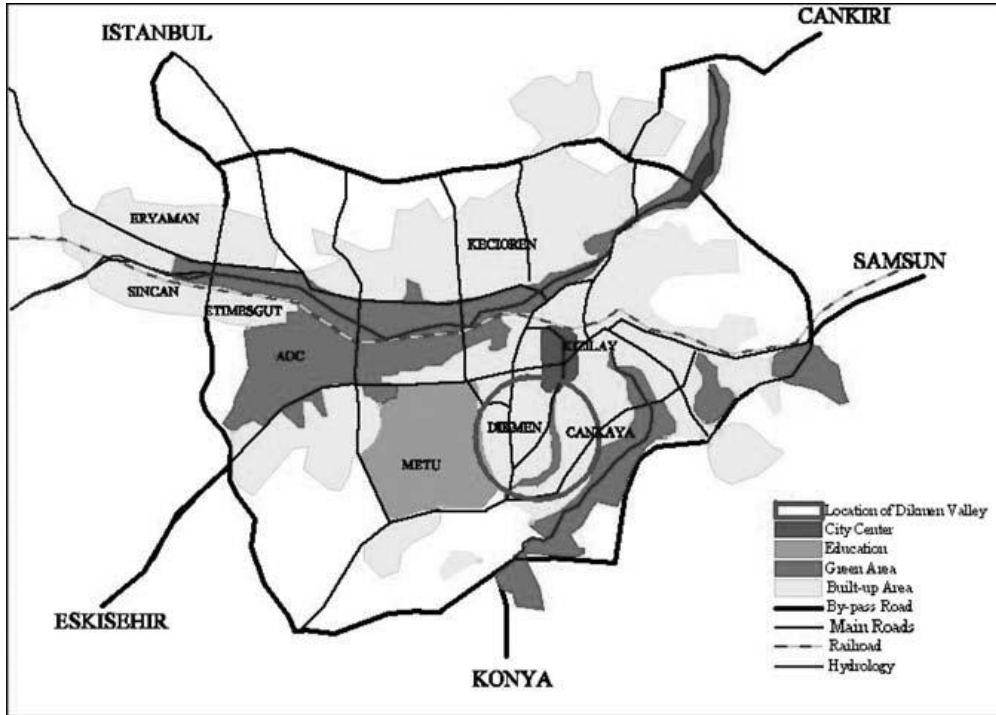 CANKIRI
ISTANBUL
ERYAMAN
KECIOREN
SAMSUN
SINCAN
ETIMESGUT
KIZILAY
AOC
DIKMEN
CANKAYA
METU
Location of Dikmen Valley
City Center
Education
Green Area
Built-up Area
By-pass Road
Main Roads
Railroad
Hydrology
ESKISEHIR
KONYA